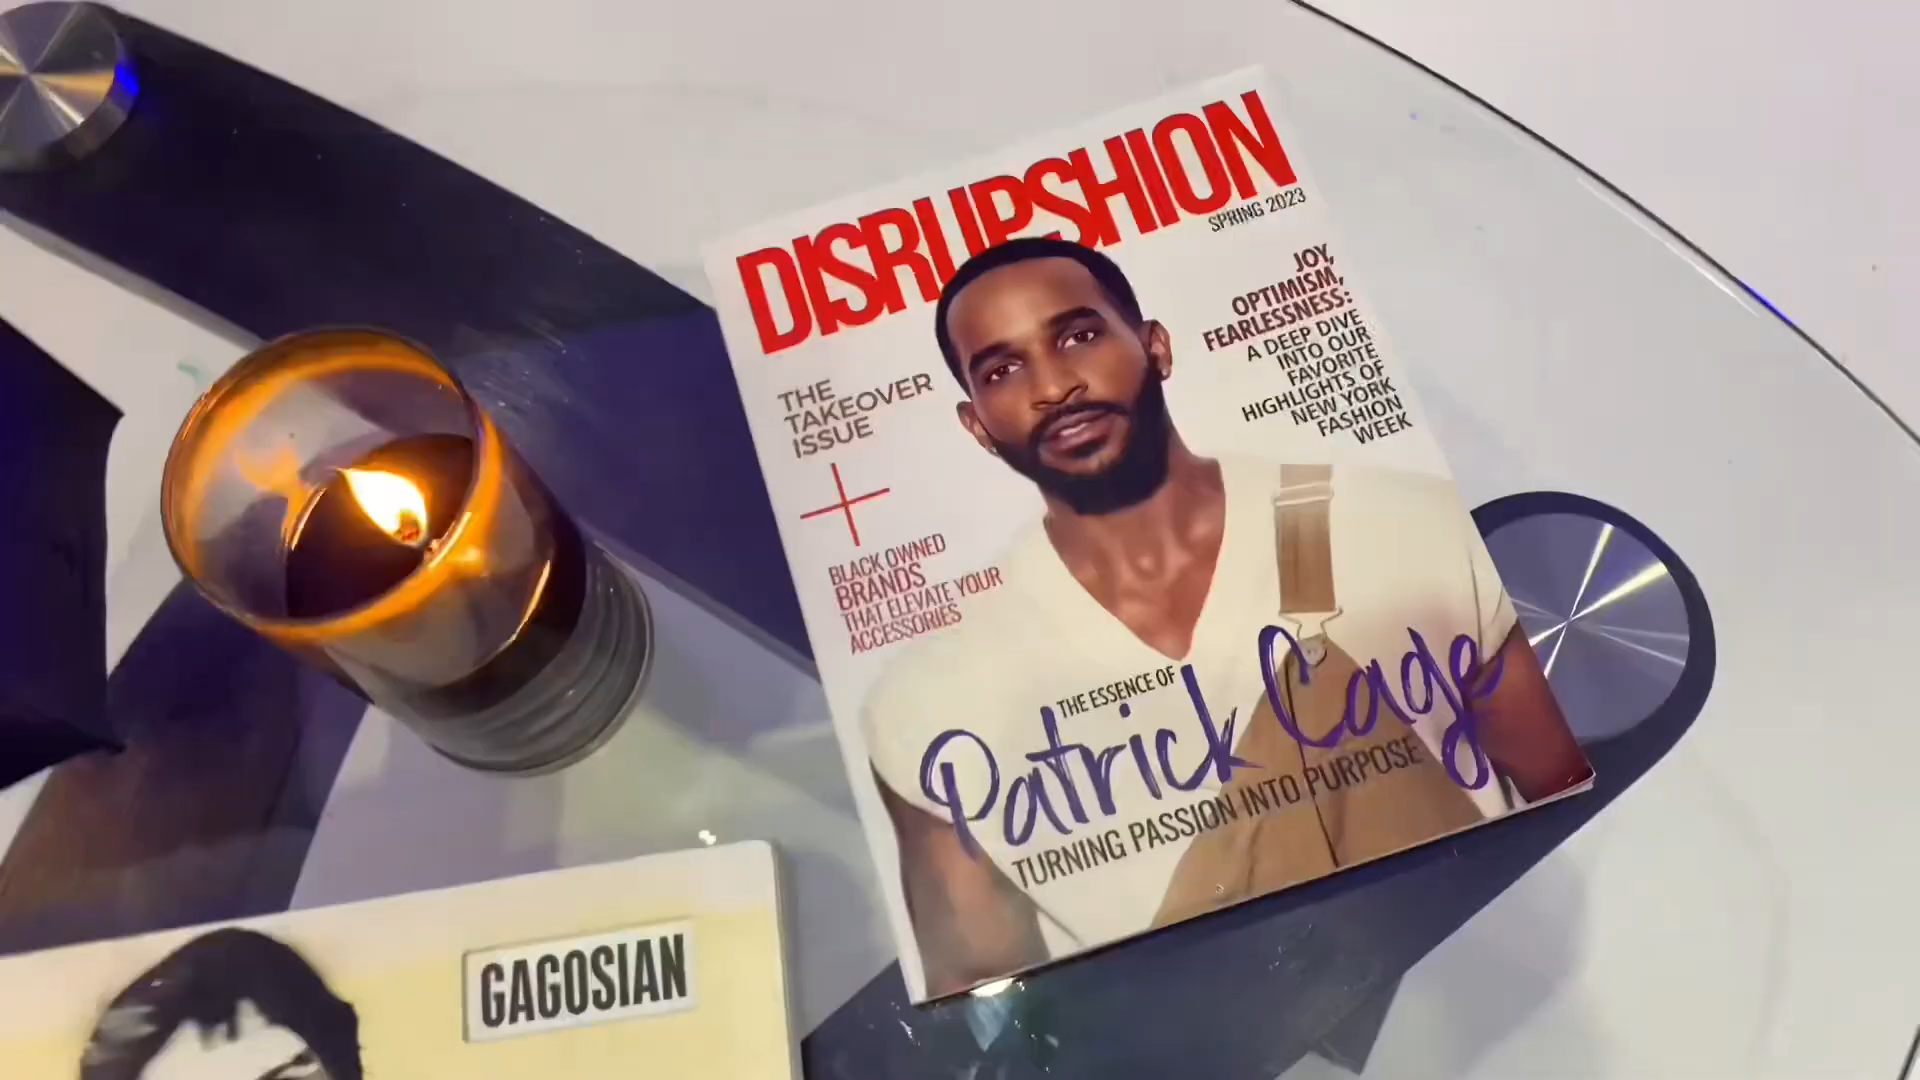 DISRUPSHION
SPRING 2023
JOY,
OPTIMISM,
FEARLESSNESS:
A DEEP DIVE
INTO OUR
FAVORITE
HIGHLIGHTS OF
NEW YORK
FASHION
WEEK
THE
TAKEOVER
ISSUE
BLACK OWNED
BRANDS
THAT ELEVATE YOUR
ACCESSORIES
THE ESSENCE OF
Patrick Cage
TURNING PASSION INTO PURPOSE
GAGOSIAN